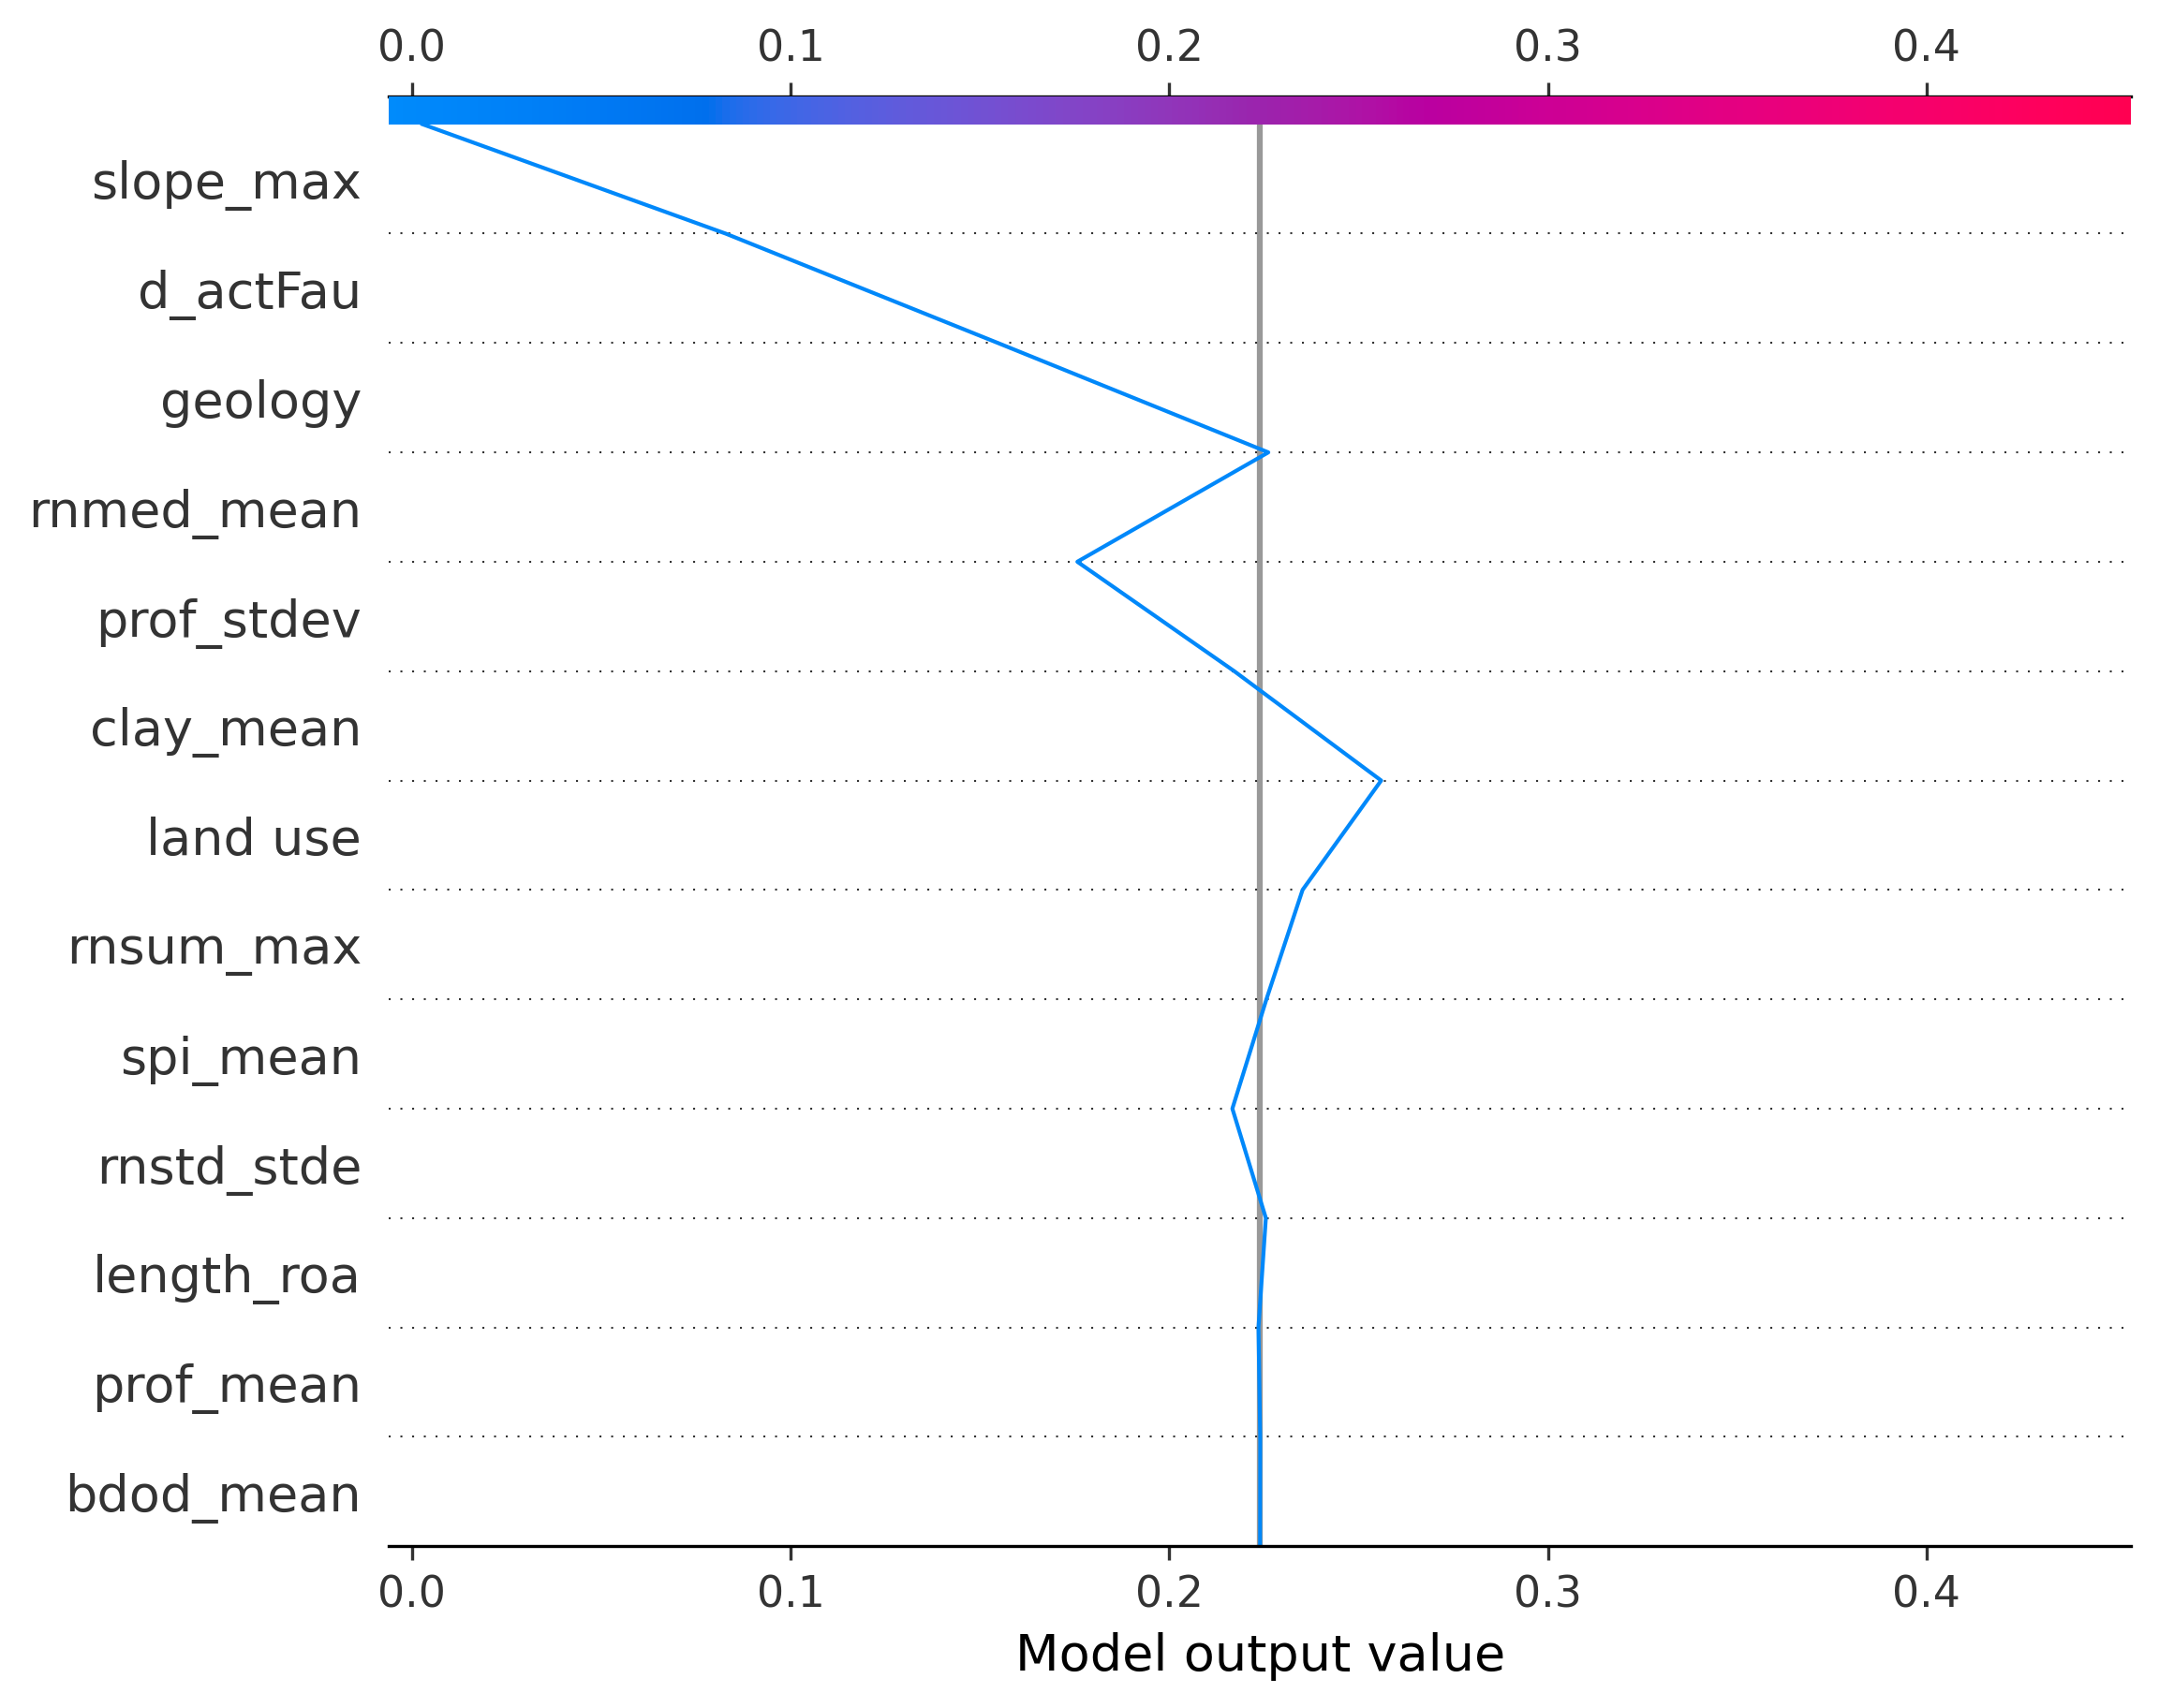 0.0 0.1 0.2 0.3 0.4
slope_max
d_actFau
geology
rnmed_mean
prof_stdev
clay_mean
land use
rnsum_max
spi_mean
rnstd_stde
length_roa
prof_mean
bdod_mean
0.0 0.1 0.2 0.3 0.4
Model output value